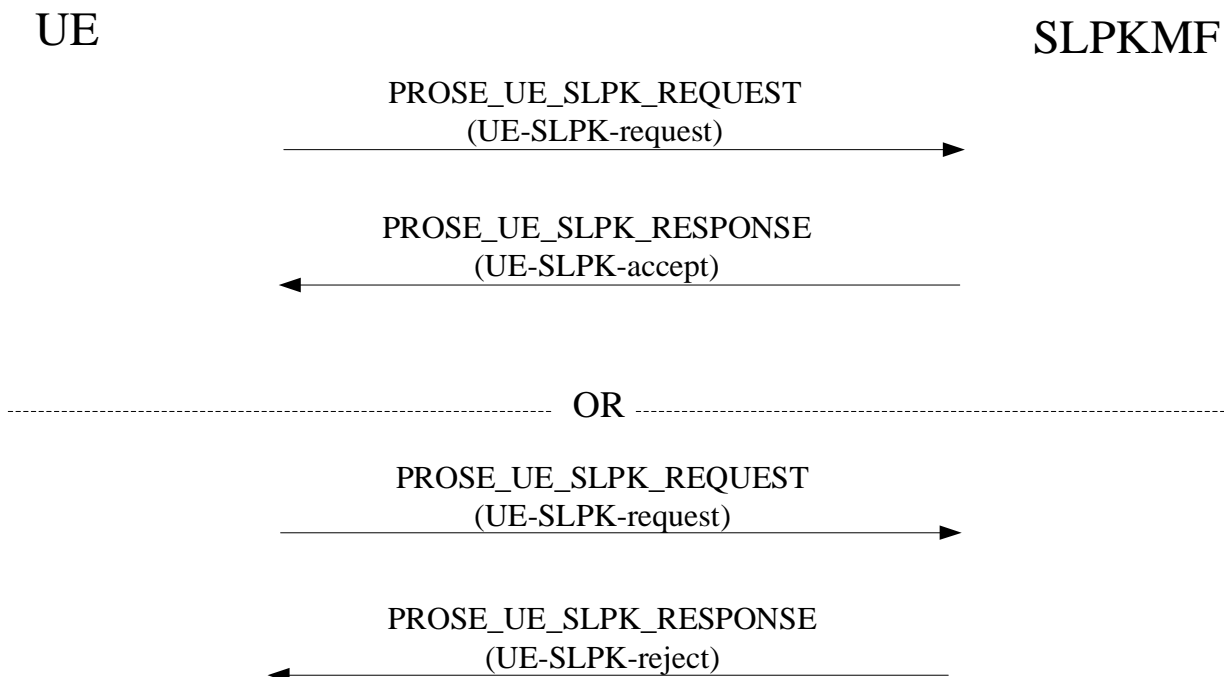 UE
SLPKMF
PROSE_UE_SLPK_REQUEST
(UE-SLPK-request)
PROSE_UE_SLPK_RESPONSE
(UE-SLPK-accept)
OR
PROSE_UE_SLPK_REQUEST
(UE-SLPK-request)
PROSE_UE_SLPK_RESPONSE
(UE-SLPK-reject)